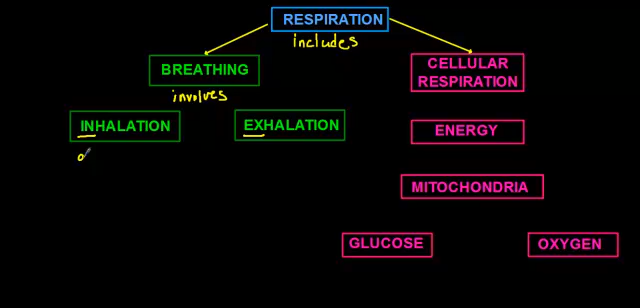 RESPIRATION
includes
BREATHING
CELLULAR
RESPIRATION
involves
INHALATION
EXHALATION
ENERGY
MITOCHONDRIA
GLUCOSE
OXYGEN